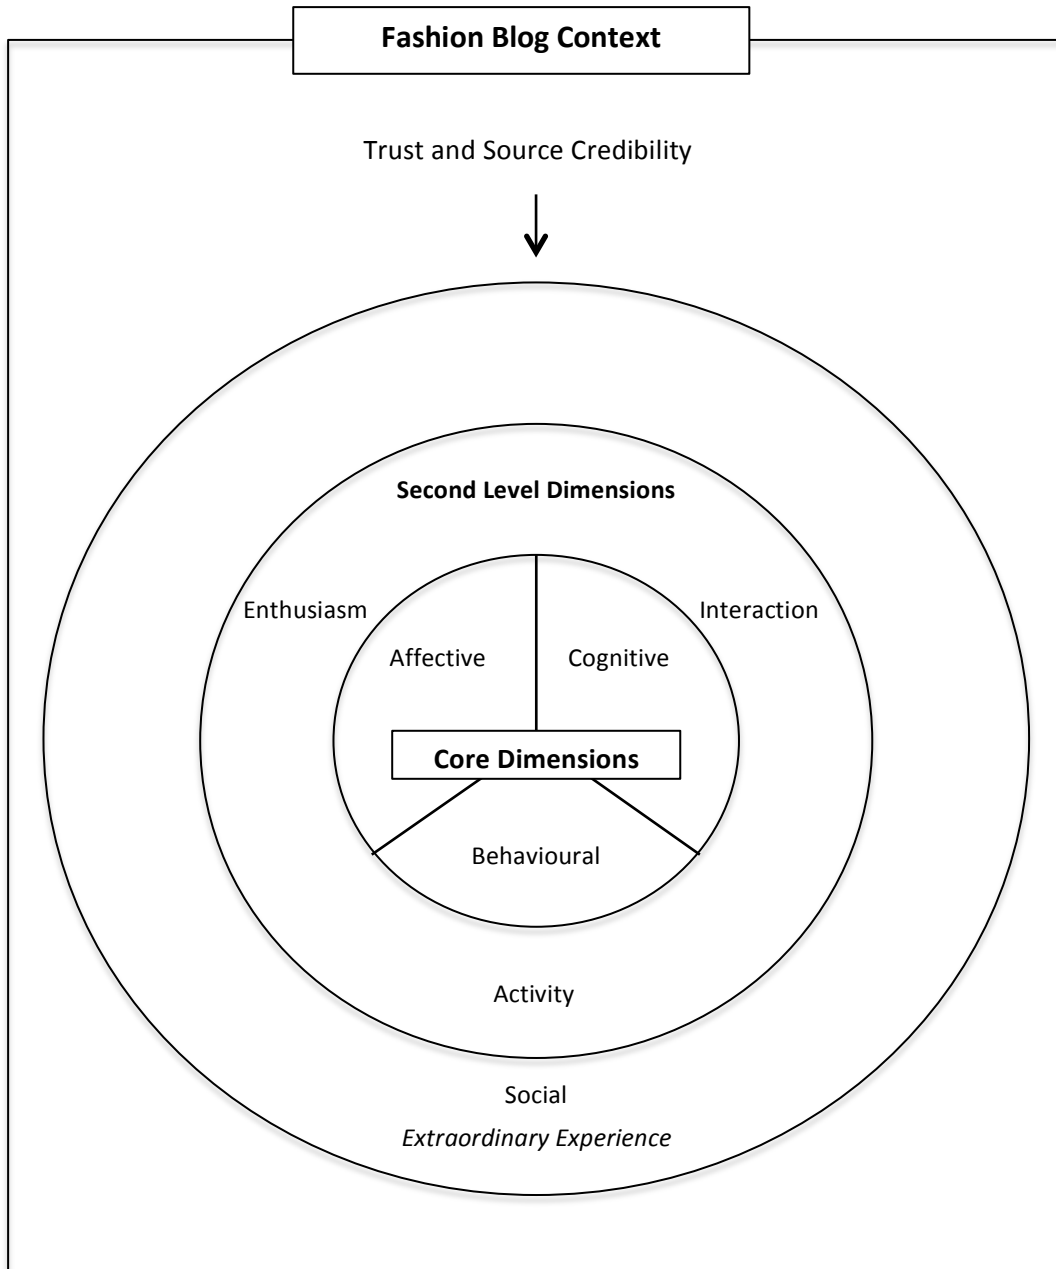 Fashion Blog Context
Trust and Source Credibility
Second Level Dimensions
Enthusiasm
Interaction
Affective
Cognitive
Core Dimensions
Behavioural
Activity
Social
Extraordinary Experience